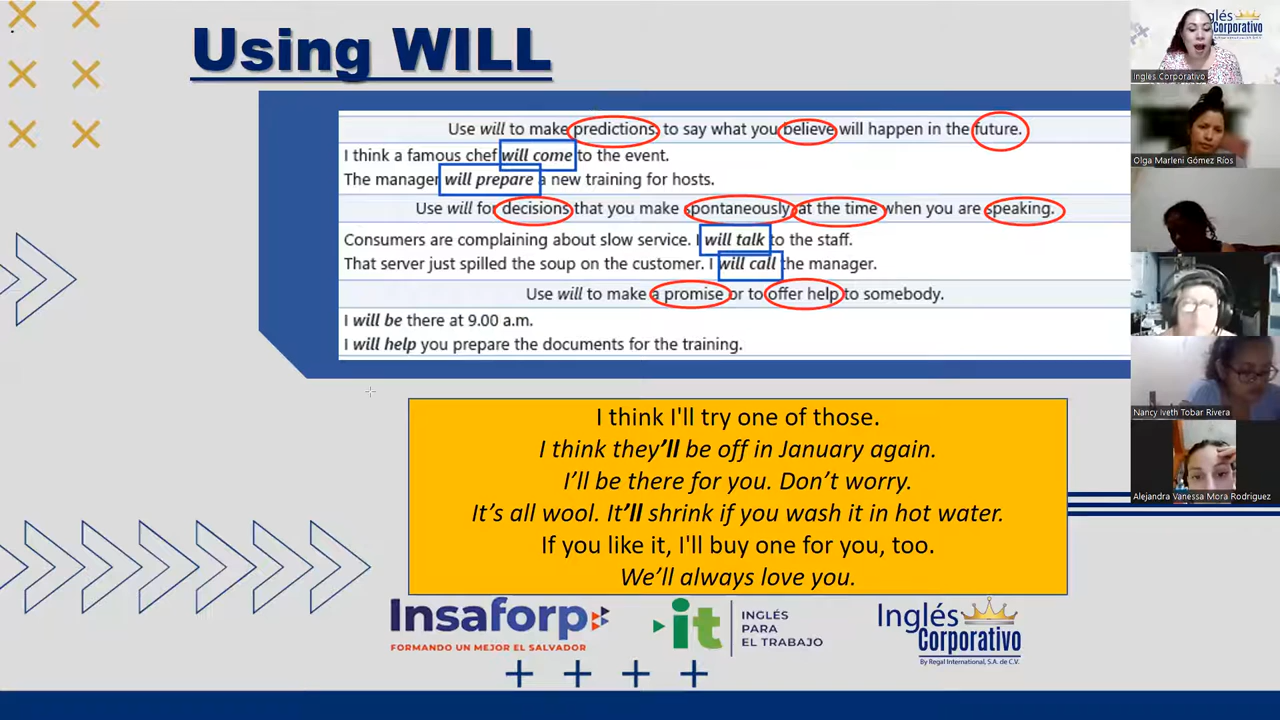 Using WILL
Use will to make predictions, to say what you believe will happen in the future.
I think a famous chef will come to the event.
The manager will prepare a new training for hosts.
Use will for decisions that you make spontaneously at the time when you are speaking.
Consumers are complaining about slow service. I will talk to the staff.
That server just spilled the soup on the customer. I will call the manager.
Use will to make a promise or to offer help to somebody.
I will be there at 9.00 a.m.
I will help you prepare the documents for the training.
I think I'll try one of those.
I think they'll be off in January again.
I'll be there for you. Don't worry.
It's all wool. It'll shrink if you wash it in hot water.
If you like it, I'll buy one for you, too.
We'll always love you.
Insaforp
FORMANDO UN MEJOR EL SALVADOR
it
INGLÉS
PARA
EL TRABAJO
Inglés
Corporativo
By Regal International, S.A. de C.V.
Inglés
Corporativo
Ingles Corporativo
Olga Marleni Gómez Ríos
Nancy Iveth Tobar Rivera
Alejandra Vanessa Mora Rodriguez